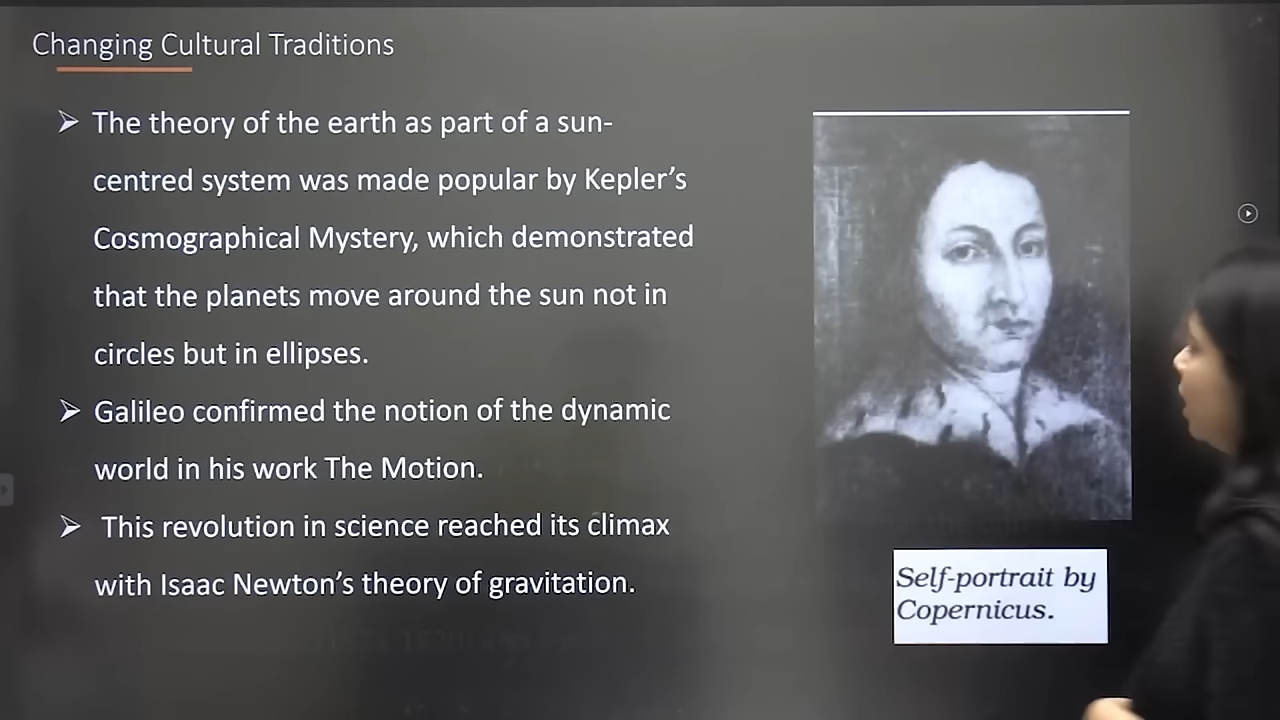 Changing Cultural Traditions
➢ The theory of the earth as part of a sun-
centred system was made popular by Kepler’s
Cosmographical Mystery, which demonstrated
that the planets move around the sun not in
circles but in ellipses.
➢ Galileo confirmed the notion of the dynamic
world in his work The Motion.
➢ This revolution in science reached its climax
with Isaac Newton’s theory of gravitation.
Self-portrait by
Copernicus.